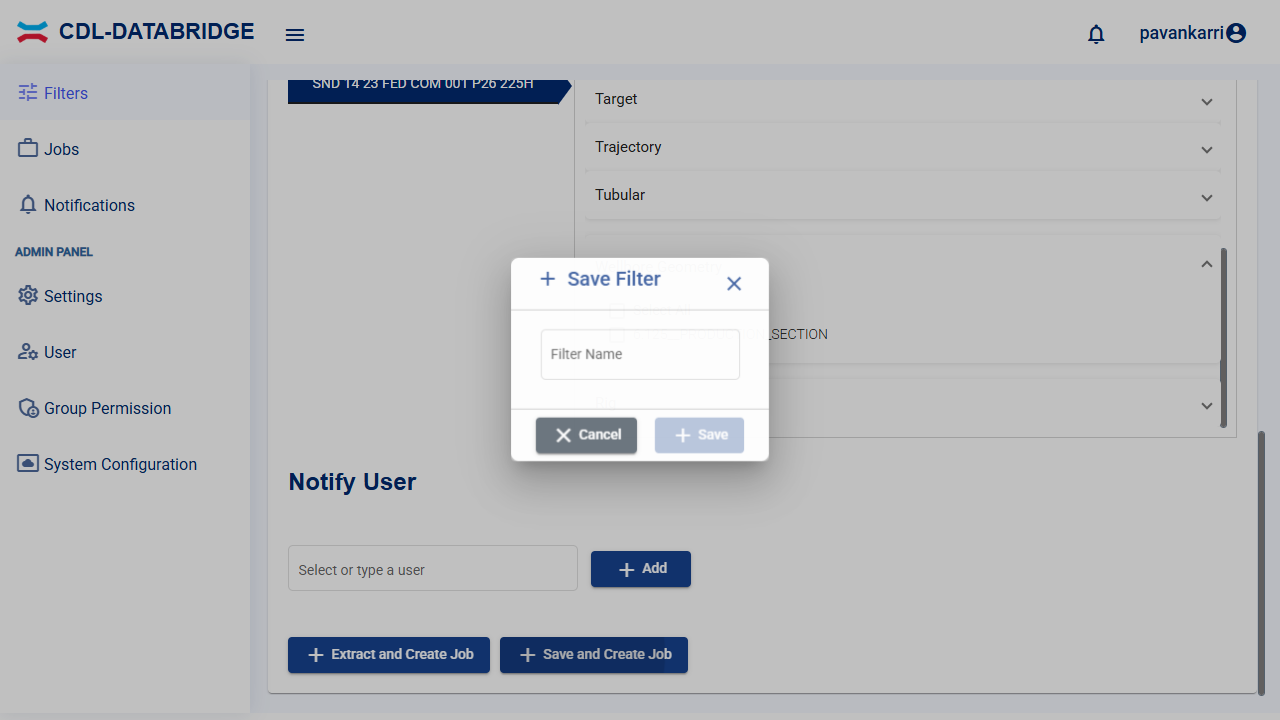 CDL-DATABRIDGE
pavankarri
Filters
Jobs
Notifications
ADMIN PANEL
Settings
User
Group Permission
System Configuration
SND 14 23 FED COM 001 P26 225H
Target
Trajectory
Tubular
Save Filter
_SECTION
Filter Name
Cancel
Save
Notify User
Select or type a user
Add
Extract and Create Job
Save and Create Job